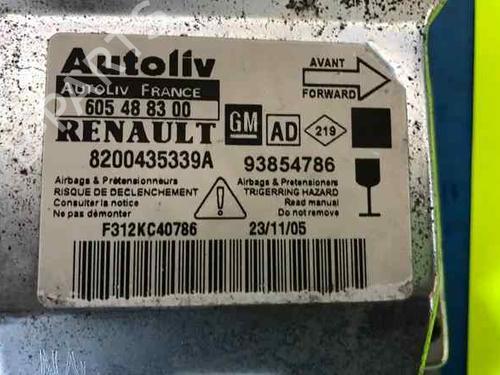 Autoliv
AUTOLIV FRANCE
605 48 83 00
RENAULT
GM
AD
219
AVANT
FORWARD
8200435339A
93854786
Airbags & Prétensionneurs
RISQUE DE DECLENCHEMENT
Consulter la notice
Ne pas démonter
Airbags & Pretensioners
TRIGERRING HAZARD
Read manual
Do not remove
F312KC40786
23/11/05